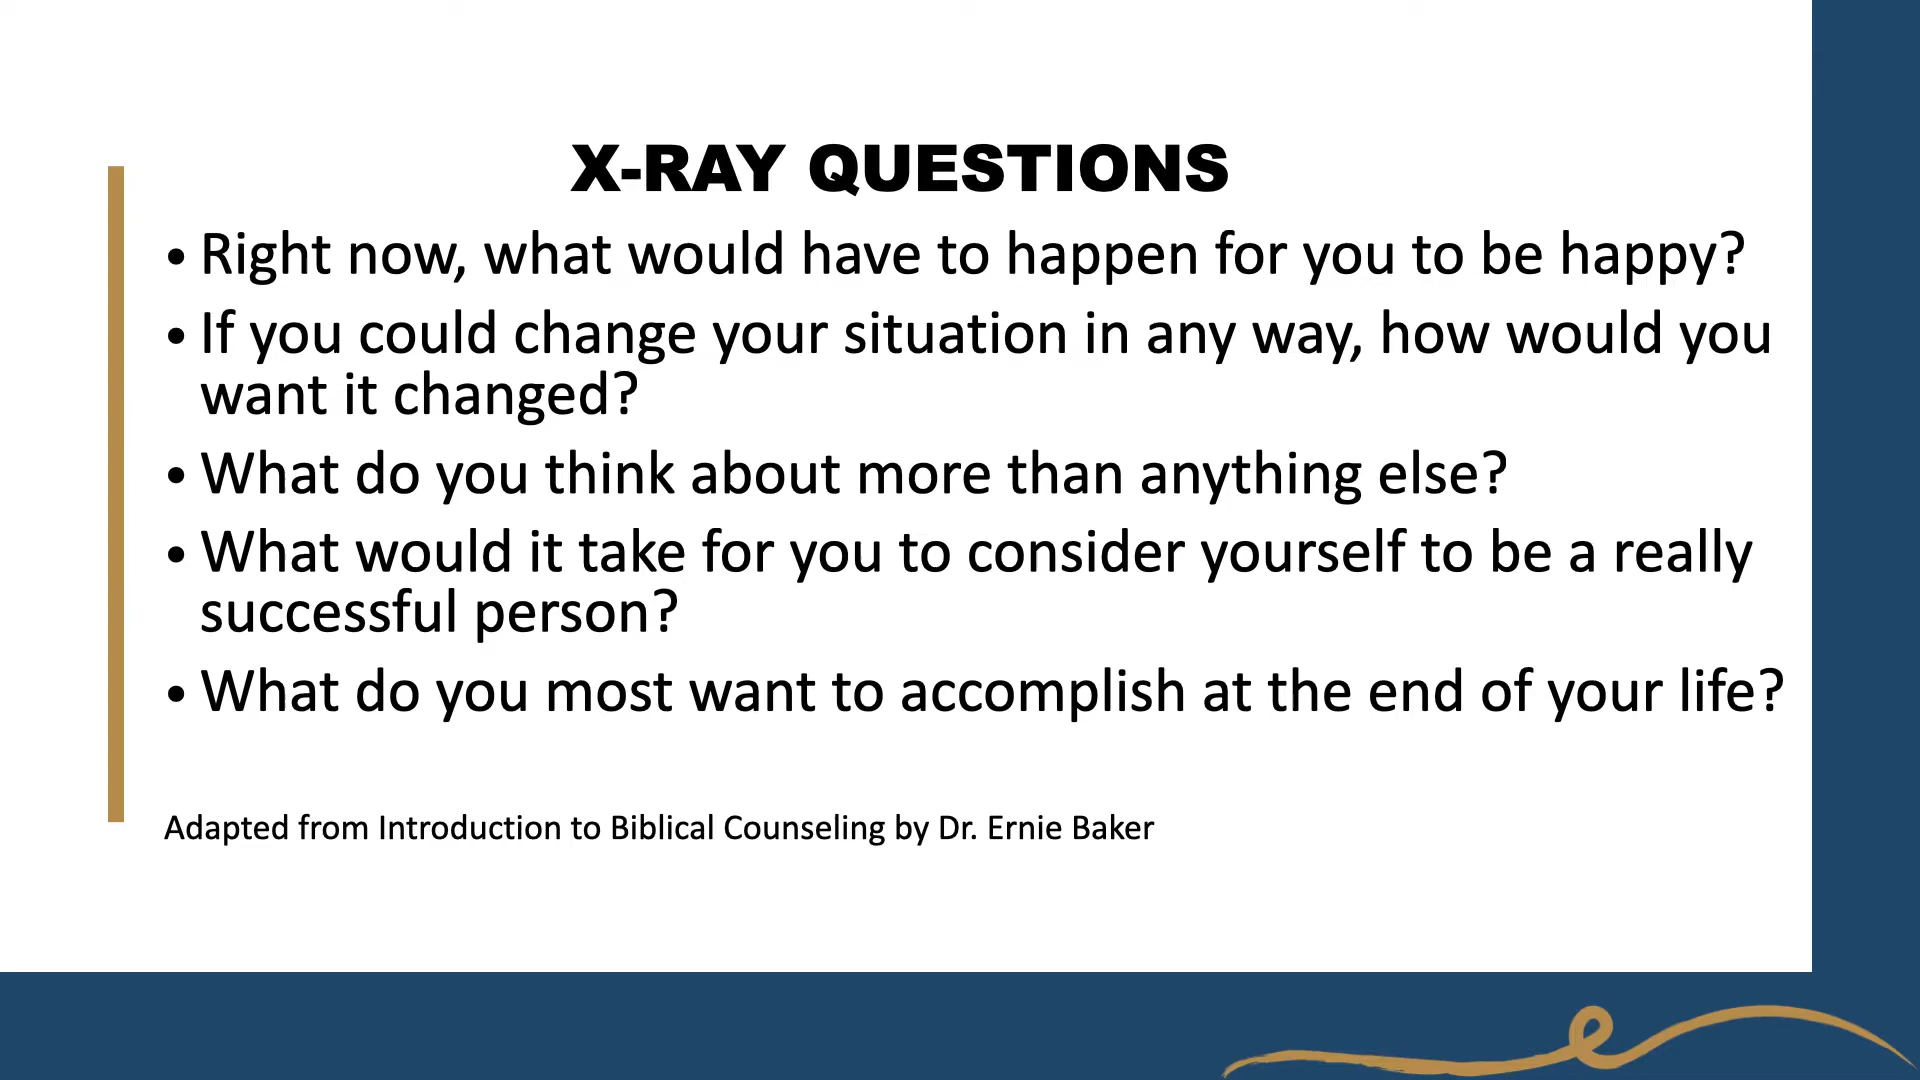 X-RAY QUESTIONS
• Right now, what would have to happen for you to be happy?
• If you could change your situation in any way, how would you
want it changed?
• What do you think about more than anything else?
• What would it take for you to consider yourself to be a really
successful person?
• What do you most want to accomplish at the end of your life?
Adapted from Introduction to Biblical Counseling by Dr. Ernie Baker